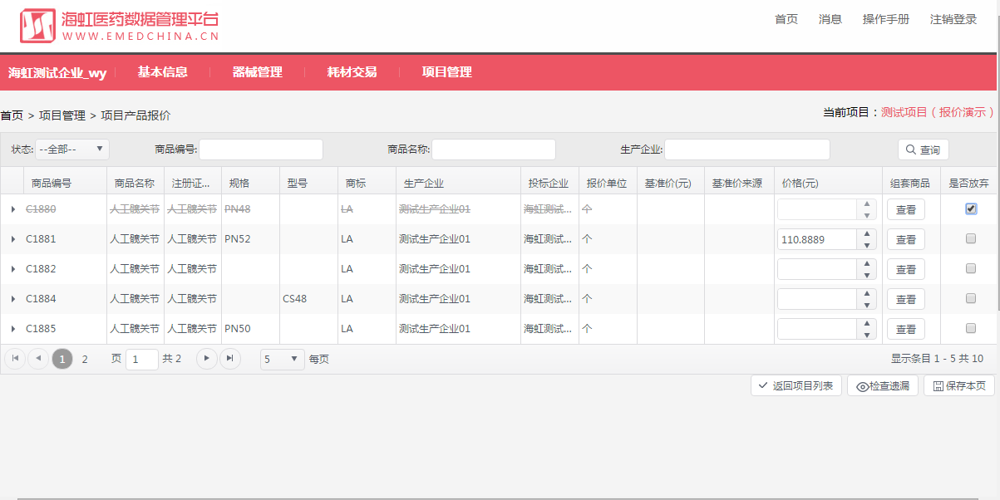 海虹医药数据管理平台
WWW.EMEDCHINA.CN
首页 消息 操作手册 注销登录
海虹测试企业_wy 基本信息 器械管理 耗材交易 项目管理
首页 > 项目管理 > 项目产品报价
当前项目：测试项目（报价演示）
状态: --全部-- 商品编号: 商品名称: 生产企业: 查询
商品编号 商品名称 注册证... 规格 型号 商标 生产企业 投标企业 报价单位 基准价(元) 基准价来源 价格(元) 组套商品 是否放弃
C1880 人工髋关节 人工髋关节 PN48 LA 测试生产企业01 海虹测试... 个 查看
C1881 人工髋关节 人工髋关节 PN52 LA 测试生产企业01 海虹测试... 个 110.8889 查看
C1882 人工髋关节 人工髋关节 LA 测试生产企业01 海虹测试... 个 查看
C1884 人工髋关节 人工髋关节 CS48 LA 测试生产企业01 海虹测试... 个 查看
C1885 人工髋关节 人工髋关节 PN50 LA 测试生产企业01 海虹测试... 个 查看
1 2 页 1 共 2 5 每页 显示条目 1 - 5 共 10
返回项目列表 检查遗漏 保存本页